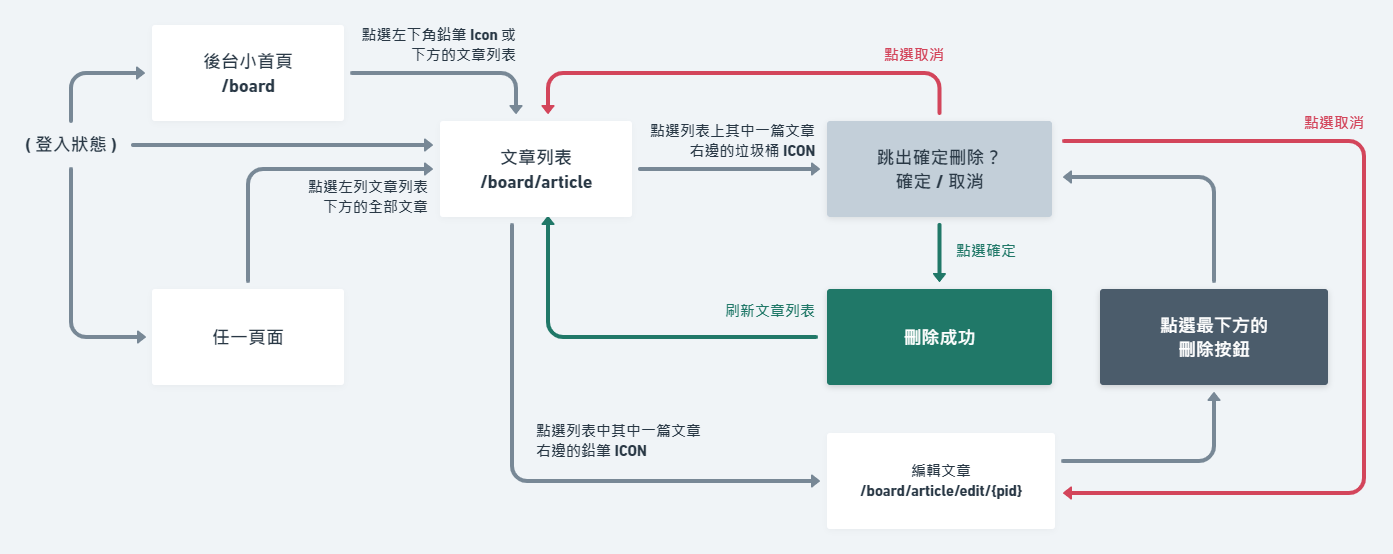 點選左下角鉛筆 Icon 或
下方的文章列表
後台小首頁
/board
點選取消
點選取消
( 登入狀態 )
點選列表上其中一篇文章
右邊的垃圾桶 ICON
文章列表
/board/article
跳出確定刪除？
確定 / 取消
點選左列文章列表
下方的全部文章
點選確定
刷新文章列表
任一頁面
刪除成功
點選最下方的
刪除按鈕
點選列表中其中一篇文章
右邊的鉛筆 ICON
編輯文章
/board/article/edit/{pid}